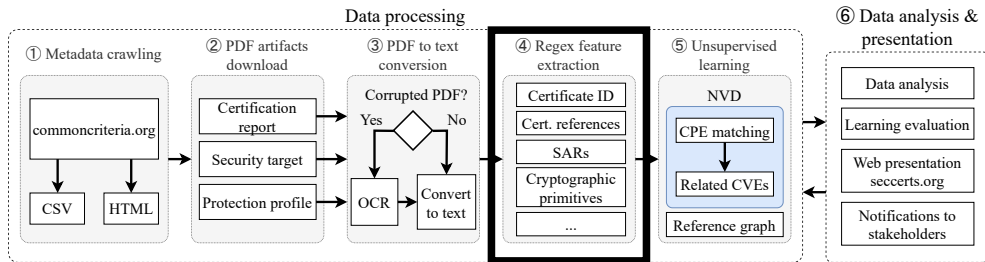 Data processing
① Metadata crawling
commoncriteria.org
CSV
HTML
② PDF artifacts
download
Certification
report
Security target
Protection profile
③ PDF to text
conversion
Corrupted PDF?
Yes
No
OCR
Convert
to text
④ Regex feature
extraction
Certificate ID
Cert. references
SARs
Cryptographic
primitives
...
⑤ Unsupervised
learning
NVD
CPE matching
Related CVEs
Reference graph
⑥ Data analysis &
presentation
Data analysis
Learning evaluation
Web presentation
seccerts.org
Notifications to
stakeholders